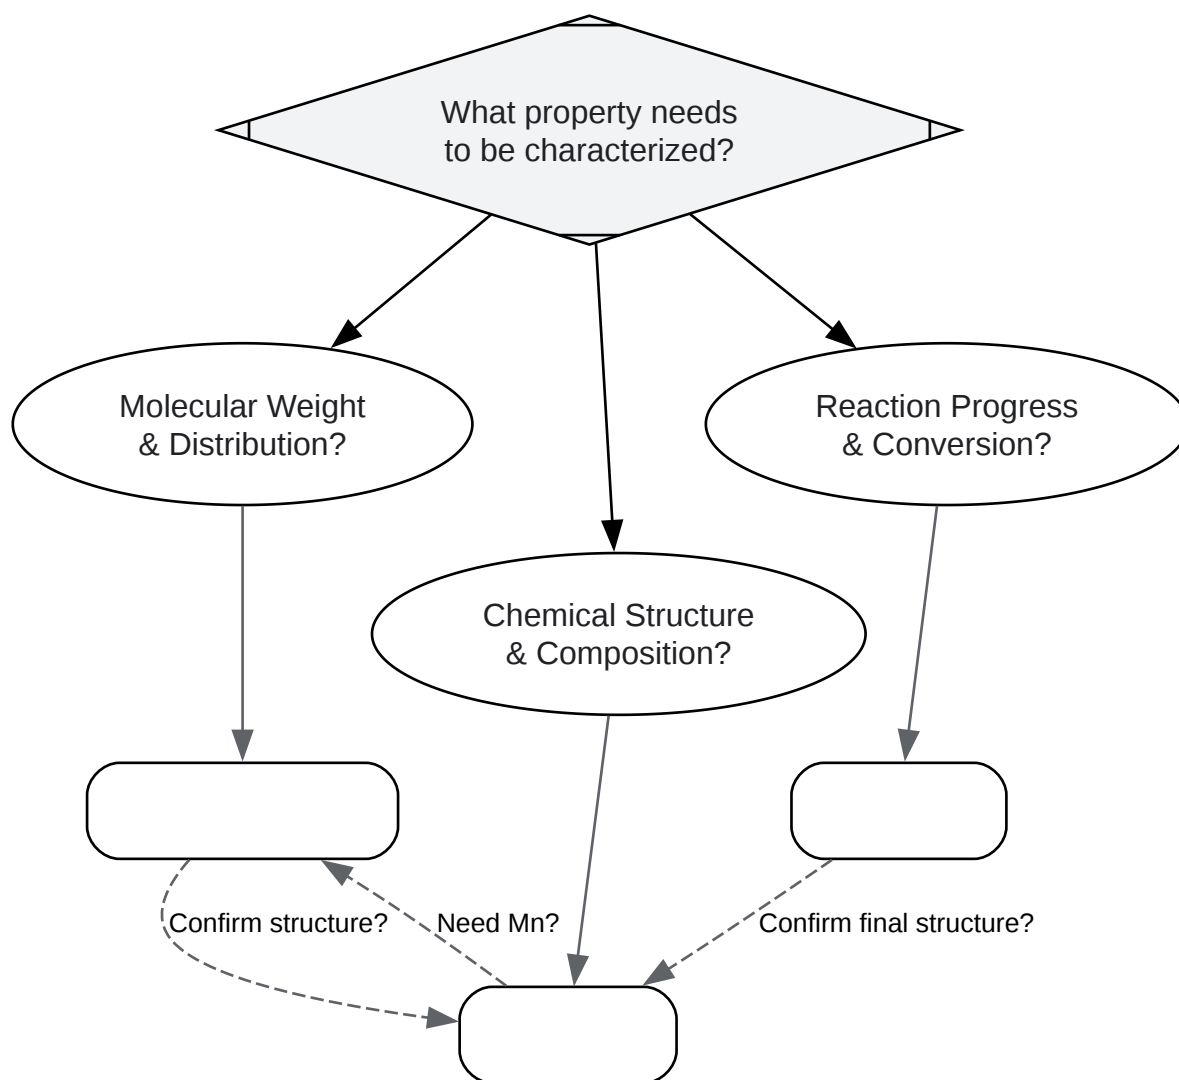 What property needs
to be characterized?
Molecular Weight
& Distribution?
Reaction Progress
& Conversion?
Chemical Structure
& Composition?
Confirm structure?
Need Mn?
Confirm final structure?